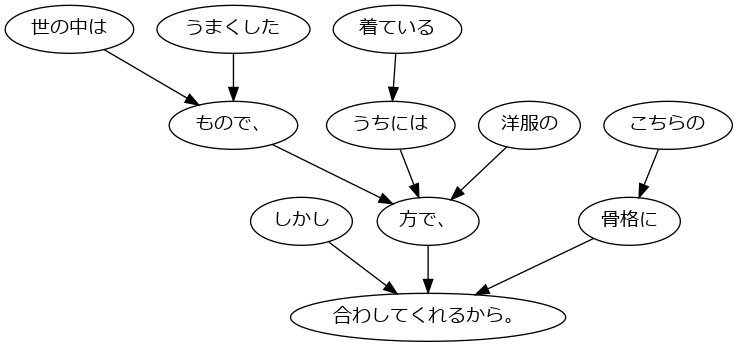 世の中は
うまくした
着ている
もので、
うちには
洋服の
こちらの
しかし
方で、
骨格に
合わしてくれるから。